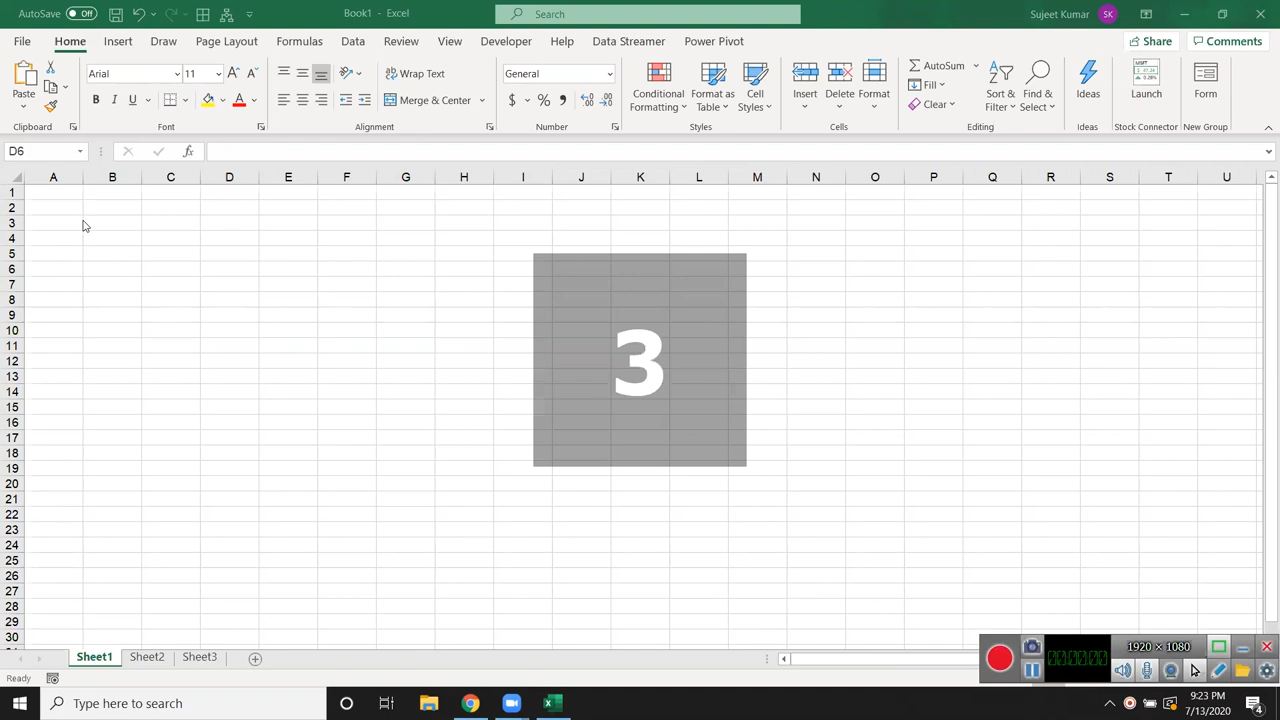 AutoSave Off Book1 - Excel Search Sujeet Kumar SK
File Home Insert Draw Page Layout Formulas Data Review View Developer Help Data Streamer Power Pivot Share Comments
Paste Arial 11 Wrap Text General Conditional Formatting Format as Table Cell Styles Insert Delete Format AutoSum Sort & Filter Find & Select Ideas Launch Form
B I U A Merge & Center $ % , Fill
Clear
Clipboard Font Alignment Number Styles Cells Editing Ideas Stock Connector New Group
D6 fx
A B C D E F G H I J K L M N O P Q R S T U
1
2
3
4
5
6
7
8
9
10
11
12
13
14
15
16
17
18
19
20
21
22
23
24
25
26
27
28
29
30
3
Sheet1 Sheet2 Sheet3
1920 × 1080
00:00:00
Ready
Type here to search
9:23 PM
7/13/2020
4